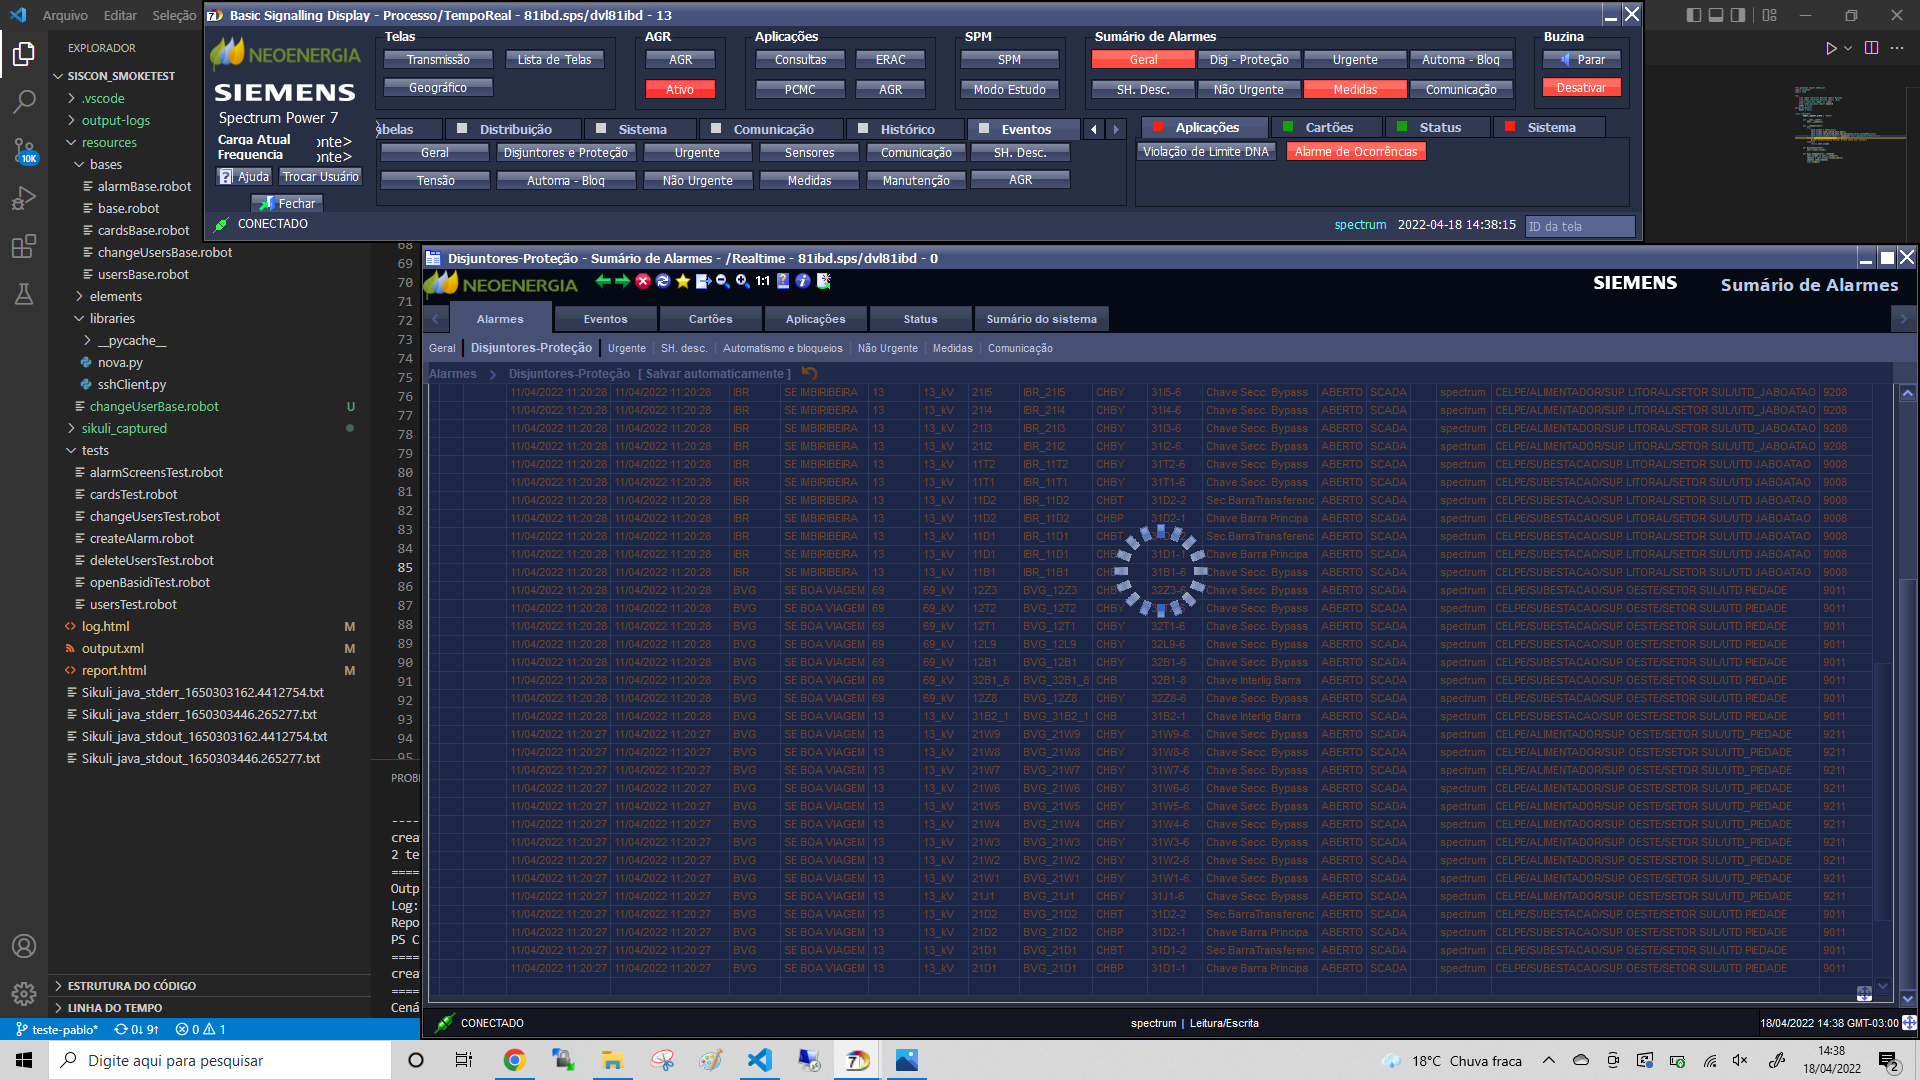 Arquivo Editar Seleção
Basic Signalling Display - Processo/TempoReal - 81ibd.sps/dvl81ibd - 13
NEOENERGIA
SIEMENS
Spectrum Power 7
Carga Atual onte>
Frequencia onte>
Ajuda Trocar Usuário
Fechar
CONECTADO
Telas
Transmissão Lista de Telas
Geográfico
AGR
AGR
Ativo
Aplicações
Consultas ERAC
PCMC AGR
SPM
SPM
Modo Estudo
Sumário de Alarmes
Geral Disj - Proteção Urgente Automa - Bloq
SH. Desc. Não Urgente Medidas Comunicação
Buzina
Parar
Desativar
abelas Distribuição Sistema Comunicação Histórico Eventos
Geral Disjuntores e Proteção Urgente Sensores Comunicação SH. Desc.
Tensão Automa - Bloq Não Urgente Medidas Manutenção AGR
Aplicações Cartões Status Sistema
Violação de Limite DNA Alarme de Ocorrências
spectrum 2022-04-18 14:38:15 ID da tela
EXPLORADOR
SISCON_SMOKETEST
.vscode
output-logs
resources
bases
alarmBase.robot
base.robot
cardsBase.robot
changeUsersBase.robot
usersBase.robot
elements
libraries
__pycache__
nova.py
sshClient.py
changeUserBase.robot U
sikuli_captured
tests
alarmScreensTest.robot
cardsTest.robot
changeUsersTest.robot
createAlarm.robot
deleteUsersTest.robot
openBasidiTest.robot
usersTest.robot
log.html M
output.xml M
report.html M
Sikuli_java_stderr_1650303162.4412754.txt
Sikuli_java_stderr_1650303446.265277.txt
Sikuli_java_stdout_1650303162.4412754.txt
Sikuli_java_stdout_1650303446.265277.txt
ESTRUTURA DO CÓDIGO
LINHA DO TEMPO
10K
teste-pablo* 0↓ 9↑ 0 1
68
69
70
71
72
73
74
75
76
77
78
79
80
81
82
83
84
85
86
87
88
89
90
91
92
93
94
95
PROBL
crea
2 te
====
Outp
Log:
Repo
PS C
====
crea
====
Cená
Disjuntores-Proteção - Sumário de Alarmes - /Realtime - 81ibd.sps/dvl81ibd - 0
NEOENERGIA 1:1 SIEMENS Sumário de Alarmes
Alarmes Eventos Cartões Aplicações Status Sumário do sistema
Geral Disjuntores-Proteção Urgente SH. desc. Automatismo e bloqueios Não Urgente Medidas Comunicação
Alarmes > Disjuntores-Proteção [ Salvar automaticamente ]
11/04/2022 11:20:28 11/04/2022 11:20:28 IBR SE IMBIRIBEIRA 13 13_kV 21I5 IBR_21I5 CHBY 31I5-6 Chave Secc. Bypass ABERTO SCADA spectrum CELPE/ALIMENTADOR/SUP. LITORAL/SETOR SUL/UTD_JABOATAO 9208
11/04/2022 11:20:28 11/04/2022 11:20:28 IBR SE IMBIRIBEIRA 13 13_kV 21I4 IBR_21I4 CHBY 31I4-6 Chave Secc. Bypass ABERTO SCADA spectrum CELPE/ALIMENTADOR/SUP. LITORAL/SETOR SUL/UTD_JABOATAO 9208
11/04/2022 11:20:28 11/04/2022 11:20:28 IBR SE IMBIRIBEIRA 13 13_kV 21I3 IBR_21I3 CHBY 31I3-6 Chave Secc. Bypass ABERTO SCADA spectrum CELPE/ALIMENTADOR/SUP. LITORAL/SETOR SUL/UTD_JABOATAO 9208
11/04/2022 11:20:28 11/04/2022 11:20:28 IBR SE IMBIRIBEIRA 13 13_kV 21I2 IBR_21I2 CHBY 31I2-6 Chave Secc. Bypass ABERTO SCADA spectrum CELPE/ALIMENTADOR/SUP. LITORAL/SETOR SUL/UTD_JABOATAO 9208
11/04/2022 11:20:28 11/04/2022 11:20:28 IBR SE IMBIRIBEIRA 13 13_kV 11T2 IBR_11T2 CHBY 31T2-6 Chave Secc. Bypass ABERTO SCADA spectrum CELPE/SUBESTACAO/SUP. LITORAL/SETOR SUL/UTD JABOATAO 9008
11/04/2022 11:20:28 11/04/2022 11:20:28 IBR SE IMBIRIBEIRA 13 13_kV 11T1 IBR_11T1 CHBY 31T1-6 Chave Secc. Bypass ABERTO SCADA spectrum CELPE/SUBESTACAO/SUP. LITORAL/SETOR SUL/UTD JABOATAO 9008
11/04/2022 11:20:28 11/04/2022 11:20:28 IBR SE IMBIRIBEIRA 13 13_kV 11D2 IBR_11D2 CHBT 31D2-2 Sec.BarraTransferenc ABERTO SCADA spectrum CELPE/SUBESTACAO/SUP. LITORAL/SETOR SUL/UTD JABOATAO 9008
11/04/2022 11:20:28 11/04/2022 11:20:28 IBR SE IMBIRIBEIRA 13 13_kV 11D2 IBR_11D2 CHBP 31D2-1 Chave Barra Principa ABERTO SCADA spectrum CELPE/SUBESTACAO/SUP. LITORAL/SETOR SUL/UTD JABOATAO 9008
11/04/2022 11:20:28 11/04/2022 11:20:28 IBR SE IMBIRIBEIRA 13 13_kV 11D1 IBR_11D1 Sec.BarraTransferenc ABERTO SCADA spectrum CELPE/SUBESTACAO/SUP. LITORAL/SETOR SUL/UTD JABOATAO 9008
11/04/2022 11:20:28 11/04/2022 11:20:28 IBR SE IMBIRIBEIRA 13 13_kV 11D1 IBR_11D1 31D1-1 Chave Barra Principa ABERTO SCADA spectrum CELPE/SUBESTACAO/SUP. LITORAL/SETOR SUL/UTD JABOATAO 9008
11/04/2022 11:20:28 11/04/2022 11:20:28 IBR SE IMBIRIBEIRA 13 13_kV 11B1 IBR_11B1 31B1-6 Chave Secc. Bypass ABERTO SCADA spectrum CELPE/SUBESTACAO/SUP. LITORAL/SETOR SUL/UTD JABOATAO 9008
11/04/2022 11:20:28 11/04/2022 11:20:28 BVG SE BOA VIAGEM 69 69_kV 12Z3 BVG_12Z3 32Z3-6 Chave Secc. Bypass ABERTO SCADA spectrum CELPE/SUBESTACAO/SUP. OESTE/SETOR SUL/UTD PIEDADE 9011
11/04/2022 11:20:28 11/04/2022 11:20:28 BVG SE BOA VIAGEM 69 69_kV 12T2 BVG_12T2 CHBY Chave Secc. Bypass ABERTO SCADA spectrum CELPE/SUBESTACAO/SUP. OESTE/SETOR SUL/UTD PIEDADE 9011
11/04/2022 11:20:28 11/04/2022 11:20:28 BVG SE BOA VIAGEM 69 69_kV 12T1 BVG_12T1 CHBY 32T1-6 Chave Secc. Bypass ABERTO SCADA spectrum CELPE/SUBESTACAO/SUP. OESTE/SETOR SUL/UTD PIEDADE 9011
11/04/2022 11:20:28 11/04/2022 11:20:28 BVG SE BOA VIAGEM 69 69_kV 12L9 BVG_12L9 CHBY 32L9-6 Chave Secc. Bypass ABERTO SCADA spectrum CELPE/SUBESTACAO/SUP. OESTE/SETOR SUL/UTD PIEDADE 9011
11/04/2022 11:20:28 11/04/2022 11:20:28 BVG SE BOA VIAGEM 69 69_kV 12B1 BVG_12B1 CHBY 32B1-6 Chave Secc. Bypass ABERTO SCADA spectrum CELPE/SUBESTACAO/SUP. OESTE/SETOR SUL/UTD PIEDADE 9011
11/04/2022 11:20:28 11/04/2022 11:20:28 BVG SE BOA VIAGEM 69 69_kV 32B1_8 BVG_32B1_8 CHB 32B1-8 Chave Interlig Barra ABERTO SCADA spectrum CELPE/SUBESTACAO/SUP. OESTE/SETOR SUL/UTD PIEDADE 9011
11/04/2022 11:20:28 11/04/2022 11:20:28 BVG SE BOA VIAGEM 69 69_kV 12Z8 BVG_12Z8 CHBY 32Z8-6 Chave Secc. Bypass ABERTO SCADA spectrum CELPE/SUBESTACAO/SUP. OESTE/SETOR SUL/UTD PIEDADE 9011
11/04/2022 11:20:28 11/04/2022 11:20:28 BVG SE BOA VIAGEM 13 13_kV 31B2_1 BVG_31B2_1 CHB 31B2-1 Chave Interlig Barra ABERTO SCADA spectrum CELPE/SUBESTACAO/SUP. OESTE/SETOR SUL/UTD PIEDADE 9011
11/04/2022 11:20:28 11/04/2022 11:20:28 BVG SE BOA VIAGEM 13 13_kV 21W9 BVG_21W9 CHBY 31W9-6 Chave Secc. Bypass ABERTO SCADA spectrum CELPE/ALIMENTADOR/SUP. OESTE/SETOR SUL/UTD_PIEDADE 9211
11/04/2022 11:20:28 11/04/2022 11:20:28 BVG SE BOA VIAGEM 13 13_kV 21W8 BVG_21W8 CHBY 31W8-6 Chave Secc. Bypass ABERTO SCADA spectrum CELPE/ALIMENTADOR/SUP. OESTE/SETOR SUL/UTD_PIEDADE 9211
11/04/2022 11:20:27 11/04/2022 11:20:27 BVG SE BOA VIAGEM 13 13_kV 21W7 BVG_21W7 CHBY 31W7-6 Chave Secc. Bypass ABERTO SCADA spectrum CELPE/ALIMENTADOR/SUP. OESTE/SETOR SUL/UTD_PIEDADE 9211
11/04/2022 11:20:27 11/04/2022 11:20:27 BVG SE BOA VIAGEM 13 13_kV 21W6 BVG_21W6 CHBY 31W6-6 Chave Secc. Bypass ABERTO SCADA spectrum CELPE/ALIMENTADOR/SUP. OESTE/SETOR SUL/UTD_PIEDADE 9211
11/04/2022 11:20:27 11/04/2022 11:20:27 BVG SE BOA VIAGEM 13 13_kV 21W5 BVG_21W5 CHBY 31W5-6 Chave Secc. Bypass ABERTO SCADA spectrum CELPE/ALIMENTADOR/SUP. OESTE/SETOR SUL/UTD_PIEDADE 9211
11/04/2022 11:20:27 11/04/2022 11:20:27 BVG SE BOA VIAGEM 13 13_kV 21W4 BVG_21W4 CHBY 31W4-6 Chave Secc. Bypass ABERTO SCADA spectrum CELPE/ALIMENTADOR/SUP. OESTE/SETOR SUL/UTD_PIEDADE 9211
11/04/2022 11:20:27 11/04/2022 11:20:27 BVG SE BOA VIAGEM 13 13_kV 21W3 BVG_21W3 CHBY 31W3-6 Chave Secc. Bypass ABERTO SCADA spectrum CELPE/ALIMENTADOR/SUP. OESTE/SETOR SUL/UTD_PIEDADE 9211
11/04/2022 11:20:27 11/04/2022 11:20:27 BVG SE BOA VIAGEM 13 13_kV 21W2 BVG_21W2 CHBY 31W2-6 Chave Secc. Bypass ABERTO SCADA spectrum CELPE/ALIMENTADOR/SUP. OESTE/SETOR SUL/UTD_PIEDADE 9211
11/04/2022 11:20:27 11/04/2022 11:20:27 BVG SE BOA VIAGEM 13 13_kV 21W1 BVG_21W1 CHBY 31W1-6 Chave Secc. Bypass ABERTO SCADA spectrum CELPE/ALIMENTADOR/SUP. OESTE/SETOR SUL/UTD_PIEDADE 9211
11/04/2022 11:20:27 11/04/2022 11:20:27 BVG SE BOA VIAGEM 13 13_kV 21J1 BVG_21J1 CHBY 31J1-6 Chave Secc. Bypass ABERTO SCADA spectrum CELPE/ALIMENTADOR/SUP. OESTE/SETOR SUL/UTD_PIEDADE 9211
11/04/2022 11:20:27 11/04/2022 11:20:27 BVG SE BOA VIAGEM 13 13_kV 21D2 BVG_21D2 CHBT 31D2-2 Sec.BarraTransferenc ABERTO SCADA spectrum CELPE/SUBESTACAO/SUP. OESTE/SETOR SUL/UTD PIEDADE 9011
11/04/2022 11:20:27 11/04/2022 11:20:27 BVG SE BOA VIAGEM 13 13_kV 21D2 BVG_21D2 CHBP 31D2-1 Chave Barra Principa ABERTO SCADA spectrum CELPE/SUBESTACAO/SUP. OESTE/SETOR SUL/UTD PIEDADE 9011
11/04/2022 11:20:27 11/04/2022 11:20:27 BVG SE BOA VIAGEM 13 13_kV 21D1 BVG_21D1 CHBT 31D1-2 Sec.BarraTransferenc ABERTO SCADA spectrum CELPE/SUBESTACAO/SUP. OESTE/SETOR SUL/UTD PIEDADE 9011
11/04/2022 11:20:27 11/04/2022 11:20:27 BVG SE BOA VIAGEM 13 13_kV 21D1 BVG_21D1 CHBP 31D1-1 Chave Barra Principa ABERTO SCADA spectrum CELPE/SUBESTACAO/SUP. OESTE/SETOR SUL/UTD PIEDADE 9011
CONECTADO spectrum | Leitura/Escrita 18/04/2022 14:38 GMT-03:00
Digite aqui para pesquisar
18°C Chuva fraca
14:38
18/04/2022
2